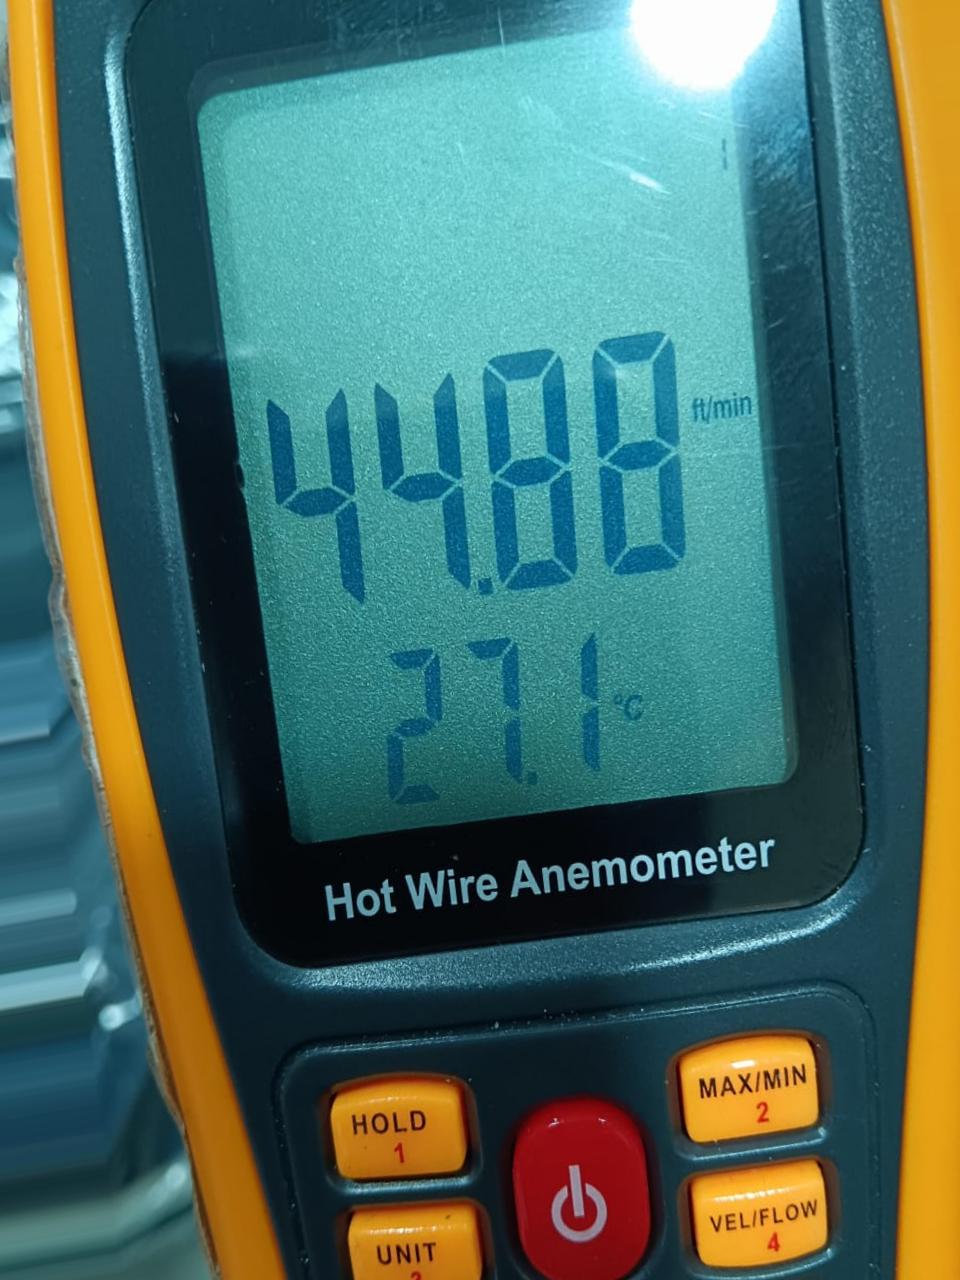 44.88 ft/min
27.1 °C
Hot Wire Anemometer
HOLD
1
MAX/MIN
2
UNIT
VEL/FLOW
4